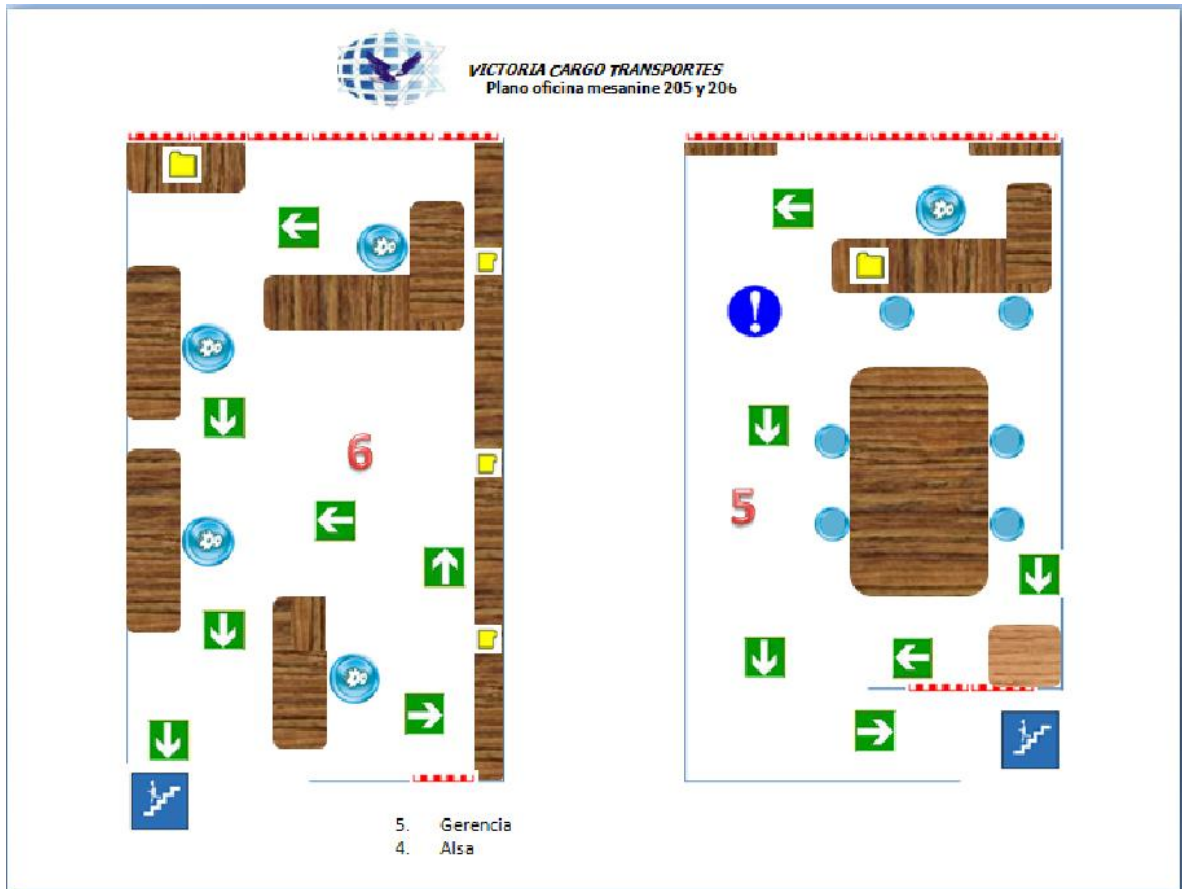 VICTORIA CARGO TRANSPORTES
Plano oficina mesanine 205 y 206
6
5
5. Gerencia
4. Alsa